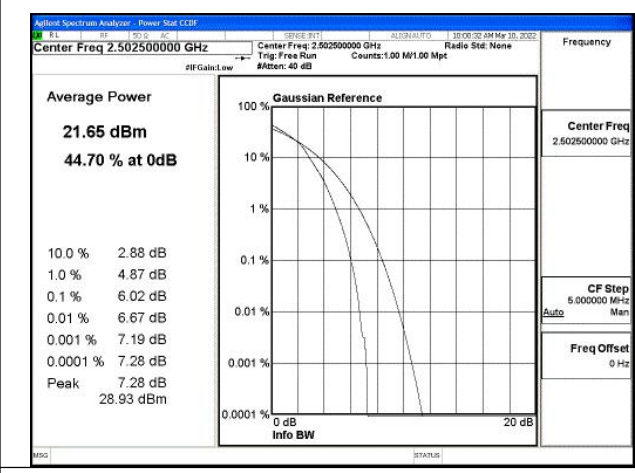 Agilent Spectrum Analyzer - Power Stat CCDF
RL RF 50 Ω AC SENSE:INT ALIGNAUTO 10:00:32 AM Mar 10, 2022
Center Freq 2.502500000 GHz
Center Freq: 2.502500000 GHz Radio Std: None
Trig: Free Run Counts:1.00 M/1.00 Mpt
#IFGain:Low #Atten: 40 dB
Frequency
Average Power
21.65 dBm
44.70 % at 0dB
10.0 % 2.88 dB
1.0 % 4.87 dB
0.1 % 6.02 dB
0.01 % 6.67 dB
0.001 % 7.19 dB
0.0001 % 7.28 dB
Peak 7.28 dB
28.93 dBm
Gaussian Reference
100 %
10 %
1 %
0.1 %
0.01 %
0.001 %
0.0001 %
0 dB 20 dB
Info BW
Center Freq
2.502500000 GHz
CF Step
5.000000 MHz
Auto Man
Freq Offset
0 Hz
MSG STATUS